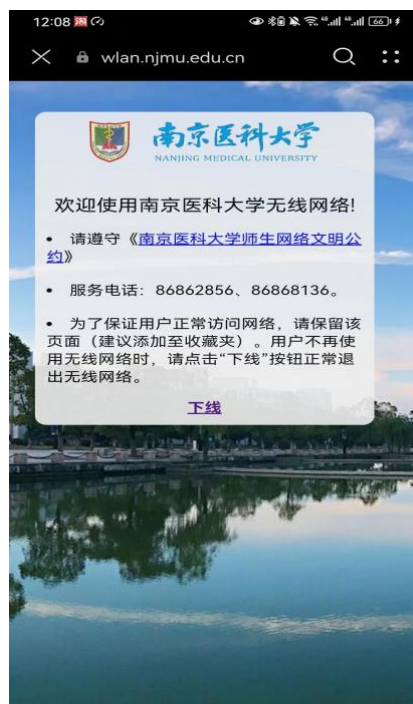 12:08
66
wlan.njmu.edu.cn
南京医科大学
NANJING MEDICAL UNIVERSITY
欢迎使用南京医科大学无线网络!
• 请遵守《南京医科大学师生网络文明公
约》
• 服务电话：86862856、86868136。
• 为了保证用户正常访问网络，请保留该
页面（建议添加至收藏夹）。用户不再使
用无线网络时，请点击“下线”按钮正常退
出无线网络。
下线